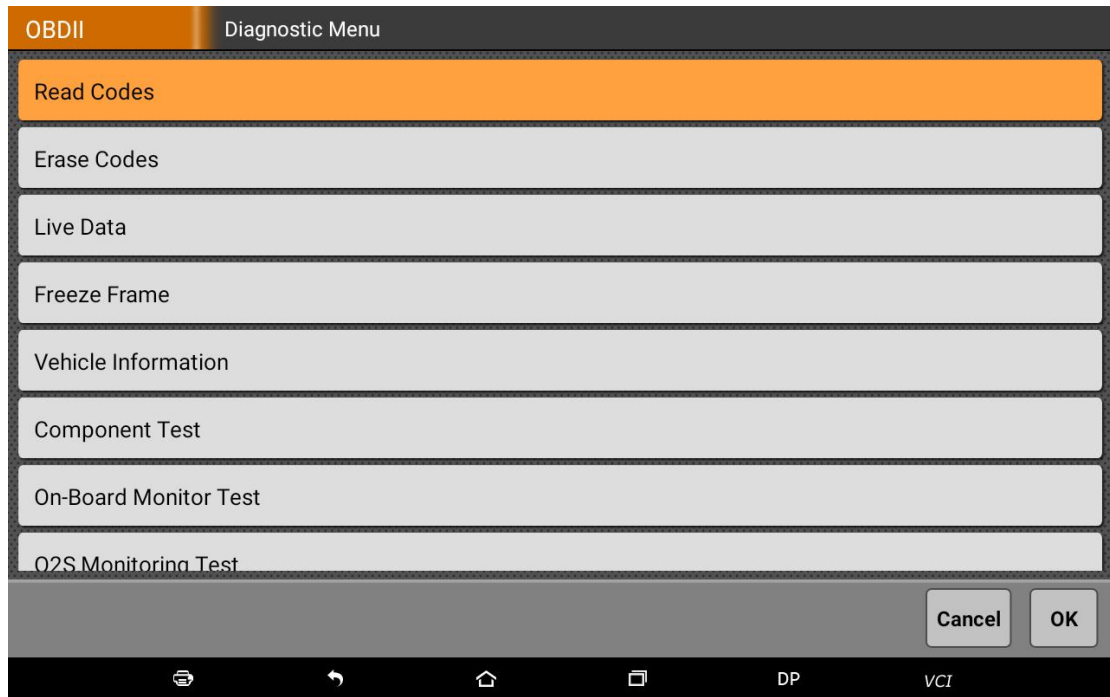 OBDII Diagnostic Menu
Read Codes
Erase Codes
Live Data
Freeze Frame
Vehicle Information
Component Test
On-Board Monitor Test
O2S Monitoring Test
Cancel OK
DP VCI